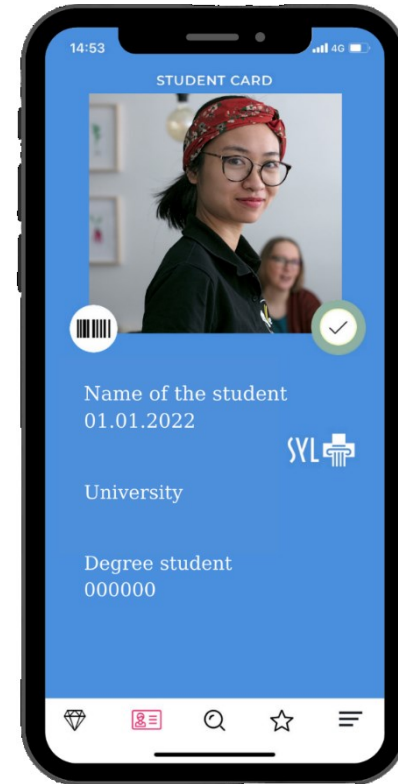 14:53
4G
STUDENT CARD
Name of the student
01.01.2022
SYL
University
Degree student
000000